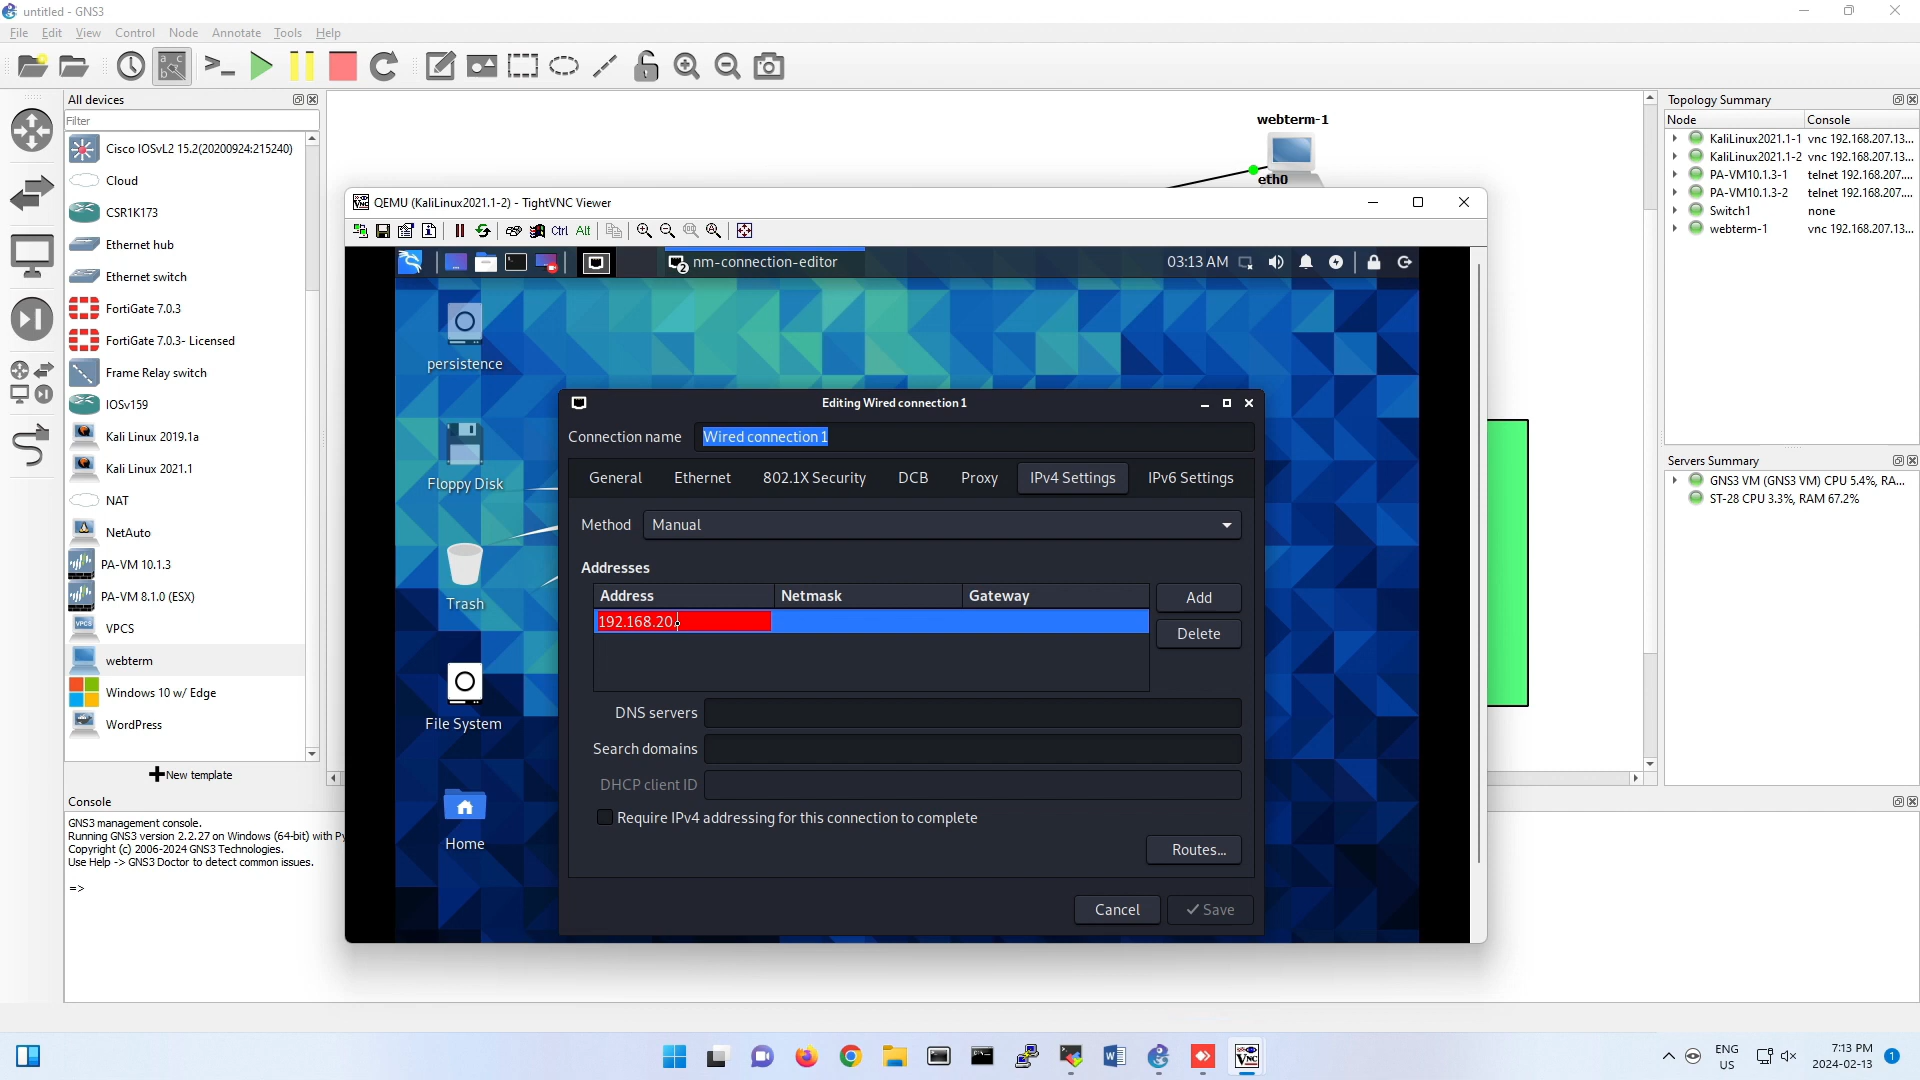 untitled - GNS3
File Edit View Control Node Annotate Tools Help
All devices
Filter
Cisco IOSvL2 15.2(20200924:215240)
Cloud
CSR1K173
Ethernet hub
Ethernet switch
FortiGate 7.0.3
FortiGate 7.0.3- Licensed
Frame Relay switch
IOSv159
Kali Linux 2019.1a
Kali Linux 2021.1
NAT
NetAuto
PA-VM 10.1.3
PA-VM 8.1.0 (ESX)
VPCS
webterm
Windows 10 w/ Edge
WordPress
New template
Console
GNS3 management console.
Running GNS3 version 2.2.27 on Windows (64-bit) with Py
Copyright (c) 2006-2024 GNS3 Technologies.
Use Help -> GNS3 Doctor to detect common issues.
=>
webterm-1
eth0
QEMU (KaliLinux2021.1-2) - TightVNC Viewer
Ctrl Alt
nm-connection-editor
03:13 AM
persistence
Floppy Disk
Trash
File System
Home
Editing Wired connection 1
Connection name Wired connection 1
General Ethernet 802.1X Security DCB Proxy IPv4 Settings IPv6 Settings
Method Manual
Addresses
Address Netmask Gateway
192.168.20.
Add
Delete
DNS servers
Search domains
DHCP client ID
Require IPv4 addressing for this connection to complete
Routes...
Cancel Save
Topology Summary
Node Console
KaliLinux2021.1-1 vnc 192.168.207.13...
KaliLinux2021.1-2 vnc 192.168.207.13...
PA-VM10.1.3-1 telnet 192.168.207....
PA-VM10.1.3-2 telnet 192.168.207....
Switch1 none
webterm-1 vnc 192.168.207.13...
Servers Summary
GNS3 VM (GNS3 VM) CPU 5.4%, RA...
ST-28 CPU 3.3%, RAM 67.2%
ENG
US
7:13 PM
2024-02-13
1